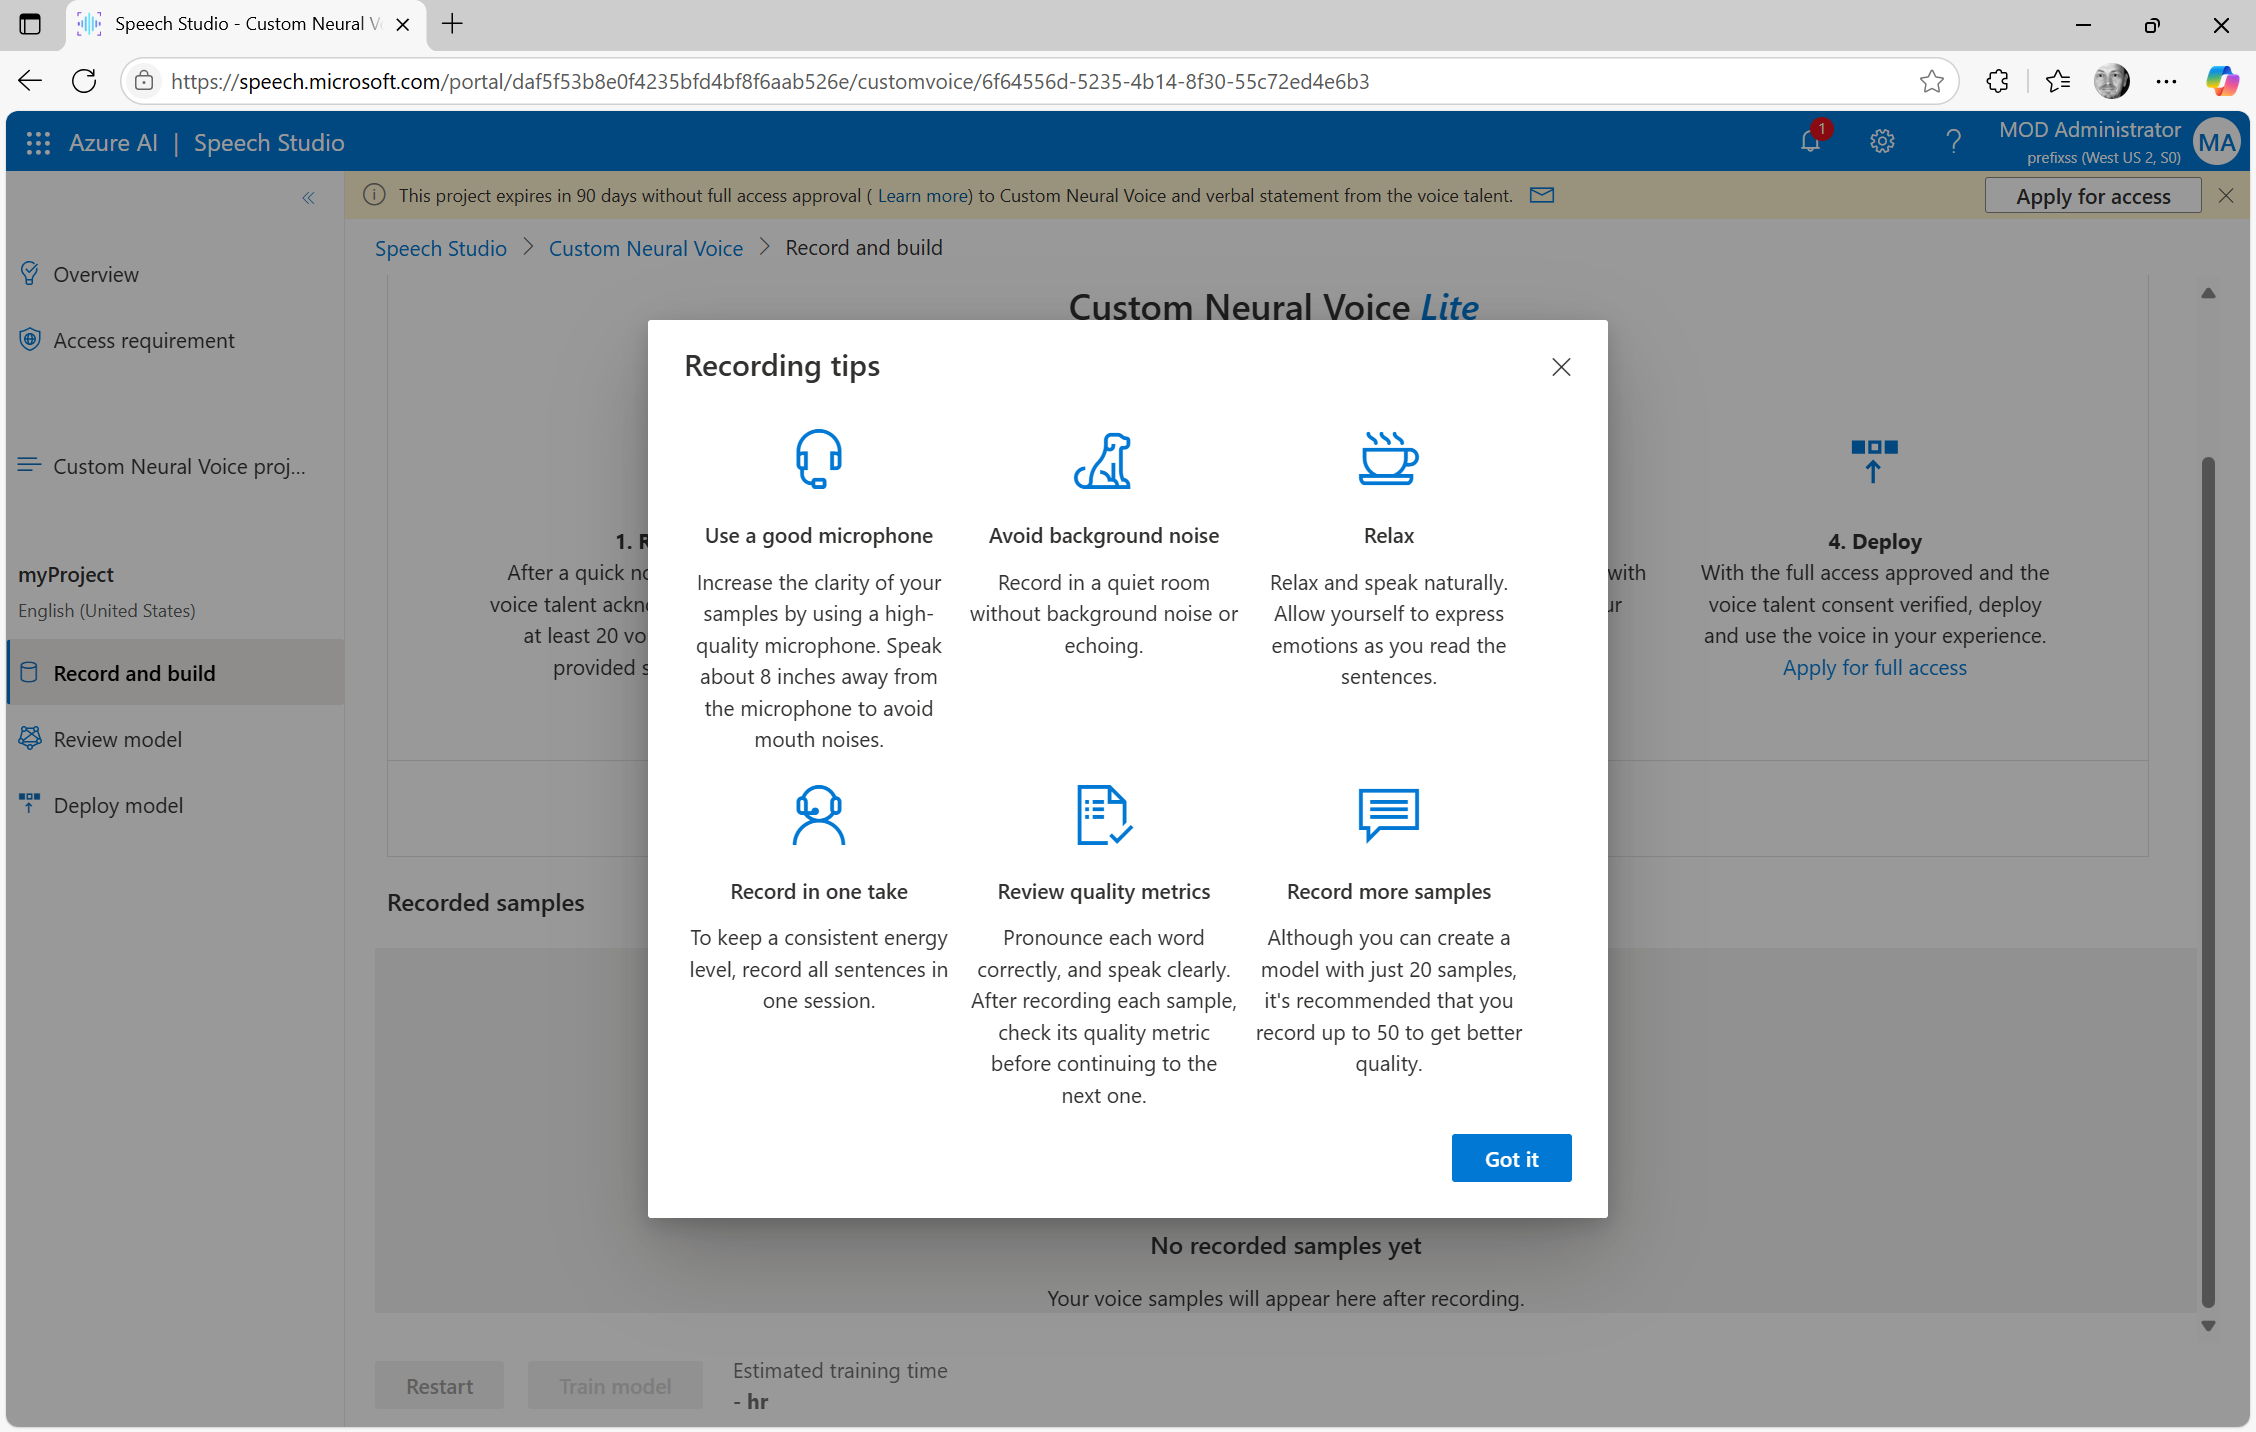 Speech Studio - Custom Neural V
https://speech.microsoft.com/portal/daf5f53b8e0f4235bfd4bf8f6aab526e/customvoice/6f64556d-5235-4b14-8f30-55c72ed4e6b3
Azure AI | Speech Studio
1
MOD Administrator
prefixss (West US 2, S0)
MA
This project expires in 90 days without full access approval ( Learn more) to Custom Neural Voice and verbal statement from the voice talent.
Apply for access
Speech Studio > Custom Neural Voice > Record and build
Overview
Access requirement
Custom Neural Voice proj...
myProject
English (United States)
Record and build
Review model
Deploy model
Custom Neural Voice Lite
1. R
After a quick no
voice talent ackn
at least 20 vo
provided s
with
ur
4. Deploy
With the full access approved and the
voice talent consent verified, deploy
and use the voice in your experience.
Apply for full access
Recording tips
Use a good microphone
Increase the clarity of your
samples by using a high-
quality microphone. Speak
about 8 inches away from
the microphone to avoid
mouth noises.
Avoid background noise
Record in a quiet room
without background noise or
echoing.
Relax
Relax and speak naturally.
Allow yourself to express
emotions as you read the
sentences.
Record in one take
To keep a consistent energy
level, record all sentences in
one session.
Review quality metrics
Pronounce each word
correctly, and speak clearly.
After recording each sample,
check its quality metric
before continuing to the
next one.
Record more samples
Although you can create a
model with just 20 samples,
it's recommended that you
record up to 50 to get better
quality.
Got it
Recorded samples
No recorded samples yet
Your voice samples will appear here after recording.
Restart
Train model
Estimated training time
- hr